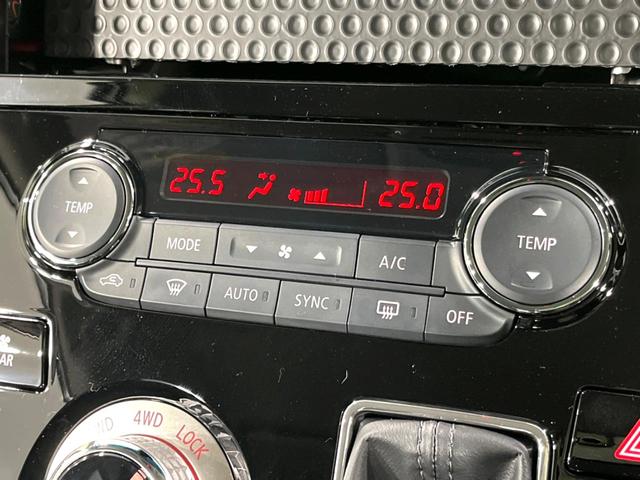 25.5 25.0
TEMP
MODE
A/C
TEMP
AUTO
SYNC
OFF
4WD
LOCK